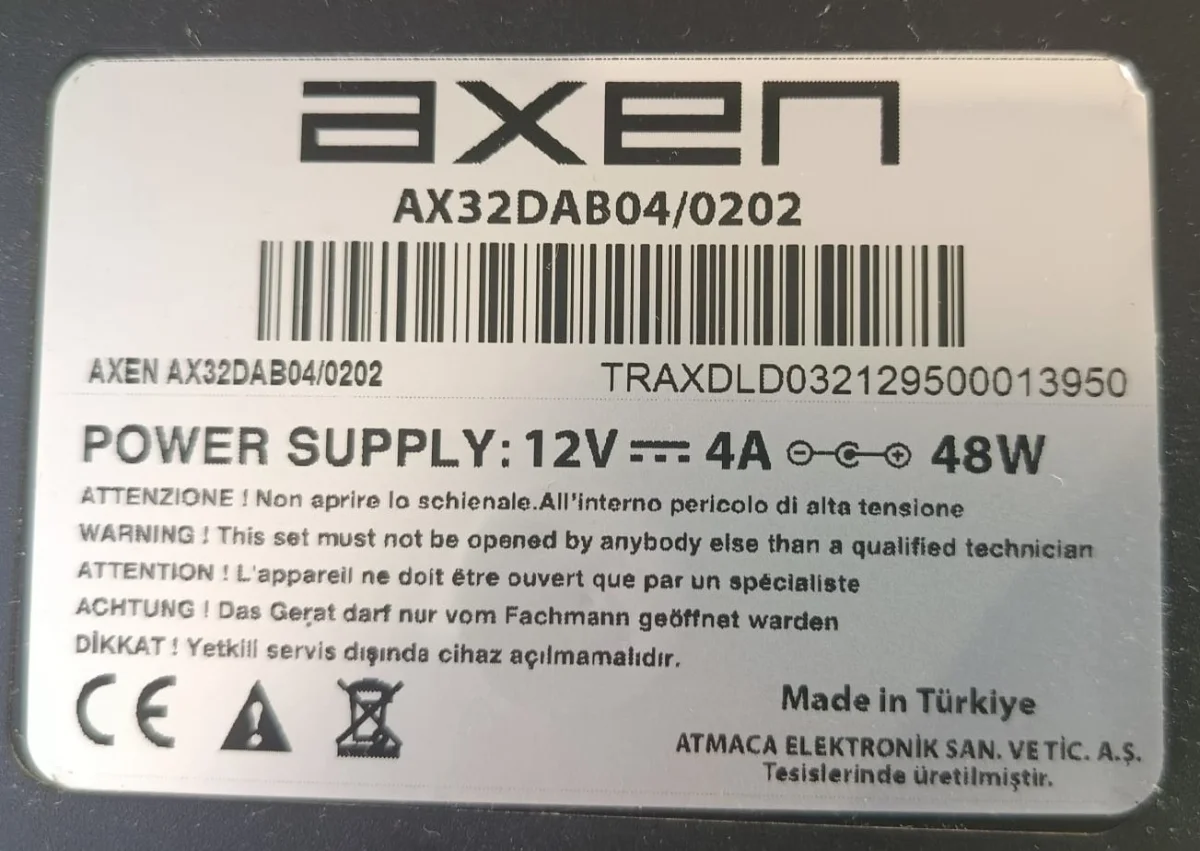 axen
AX32DAB04/0202
AXEN AX32DAB04/0202 TRAXDLD032129500013950
POWER SUPPLY: 12V 4A 48W
ATTENZIONE ! Non aprire lo schienale.All'interno pericolo di alta tensione
WARNING ! This set must not be opened by anybody else than a qualified technician
ATTENTION ! L'appareil ne doit être ouvert que par un spécialiste
ACHTUNG ! Das Gerat darf nur vom Fachmann geöffnet warden
DİKKAT ! Yetkili servis dışında cihaz açılmamalıdır.
CE
Made in Türkiye
ATMACA ELEKTRONİK SAN. VE TİC. A.Ş.
Tesislerinde üretilmiştir.